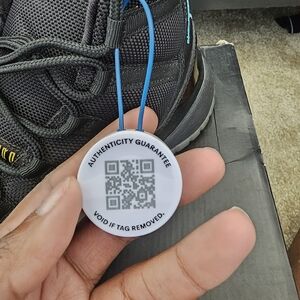 AUTHENTICITY GUARANTEE
VOID IF TAG REMOVED.